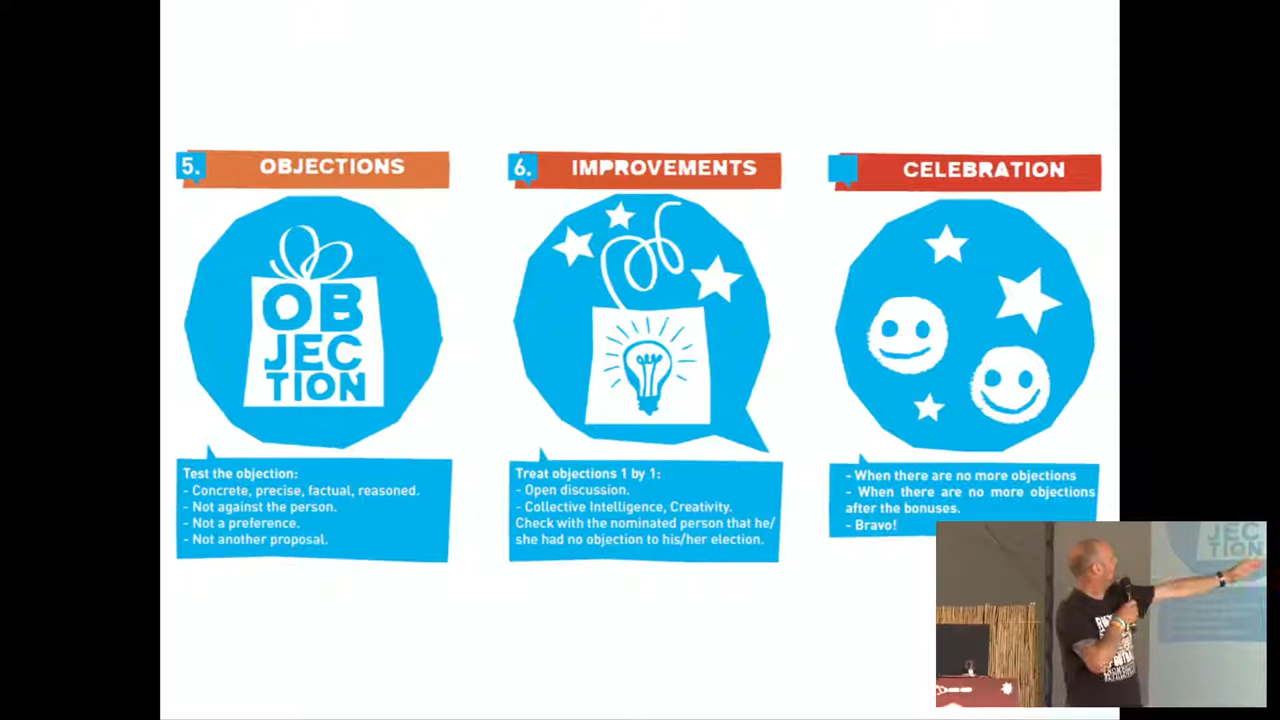 5. OBJECTIONS
OB
JEC
TION
Test the objection:
- Concrete, precise, factual, reasoned.
- Not against the person.
- Not a preference.
- Not another proposal.
6. IMPROVEMENTS
Treat objections 1 by 1:
- Open discussion.
- Collective Intelligence, Creativity.
Check with the nominated person that he/
she had no objection to his/her election.
CELEBRATION
- When there are no more objections
- When there are no more objections
after the bonuses.
- Bravo!
JEC
TION